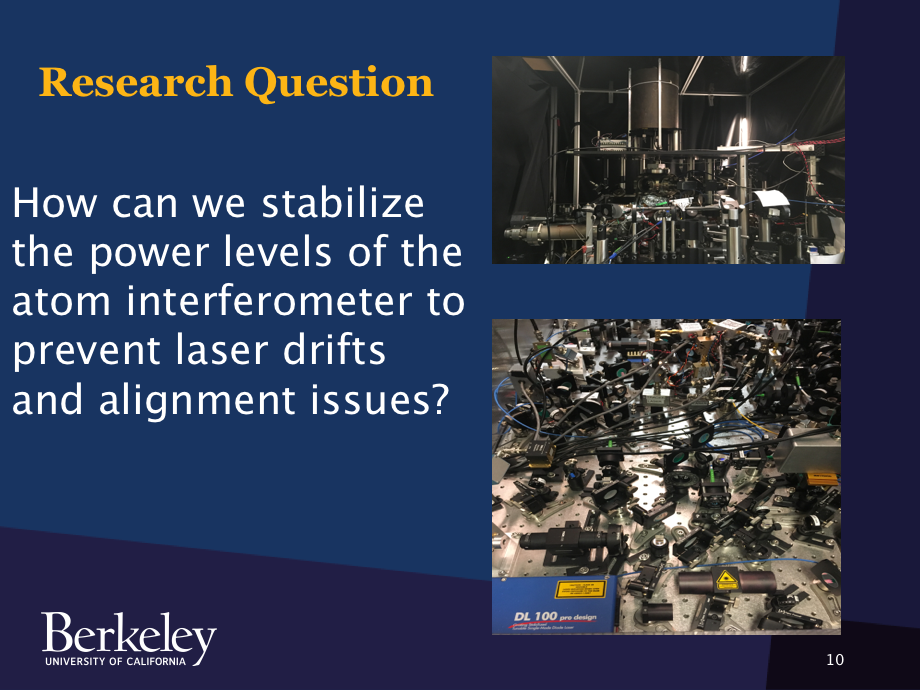 Research Question
How can we stabilize
the power levels of the
atom interferometer to
prevent laser drifts
and alignment issues?
DL 100 pro design
Berkeley
UNIVERSITY OF CALIFORNIA
10